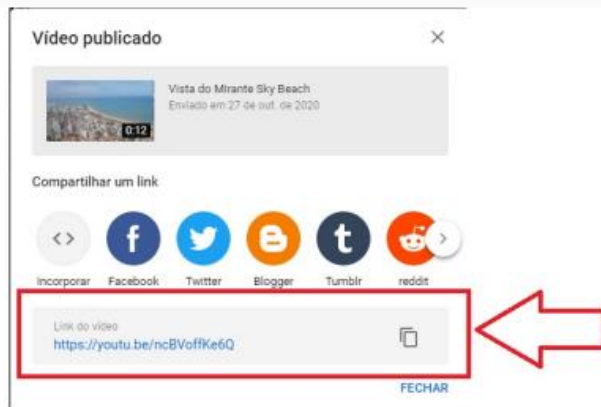 Vídeo publicado
Vista do Mirante Sky Beach
Enviado em 27 de out. de 2020
0:12
Compartilhar um link
Incorporar Facebook Twitter Blogger Tumblr reddit
Link do vídeo
https://youtu.be/ncBVoffKe6Q
FECHAR